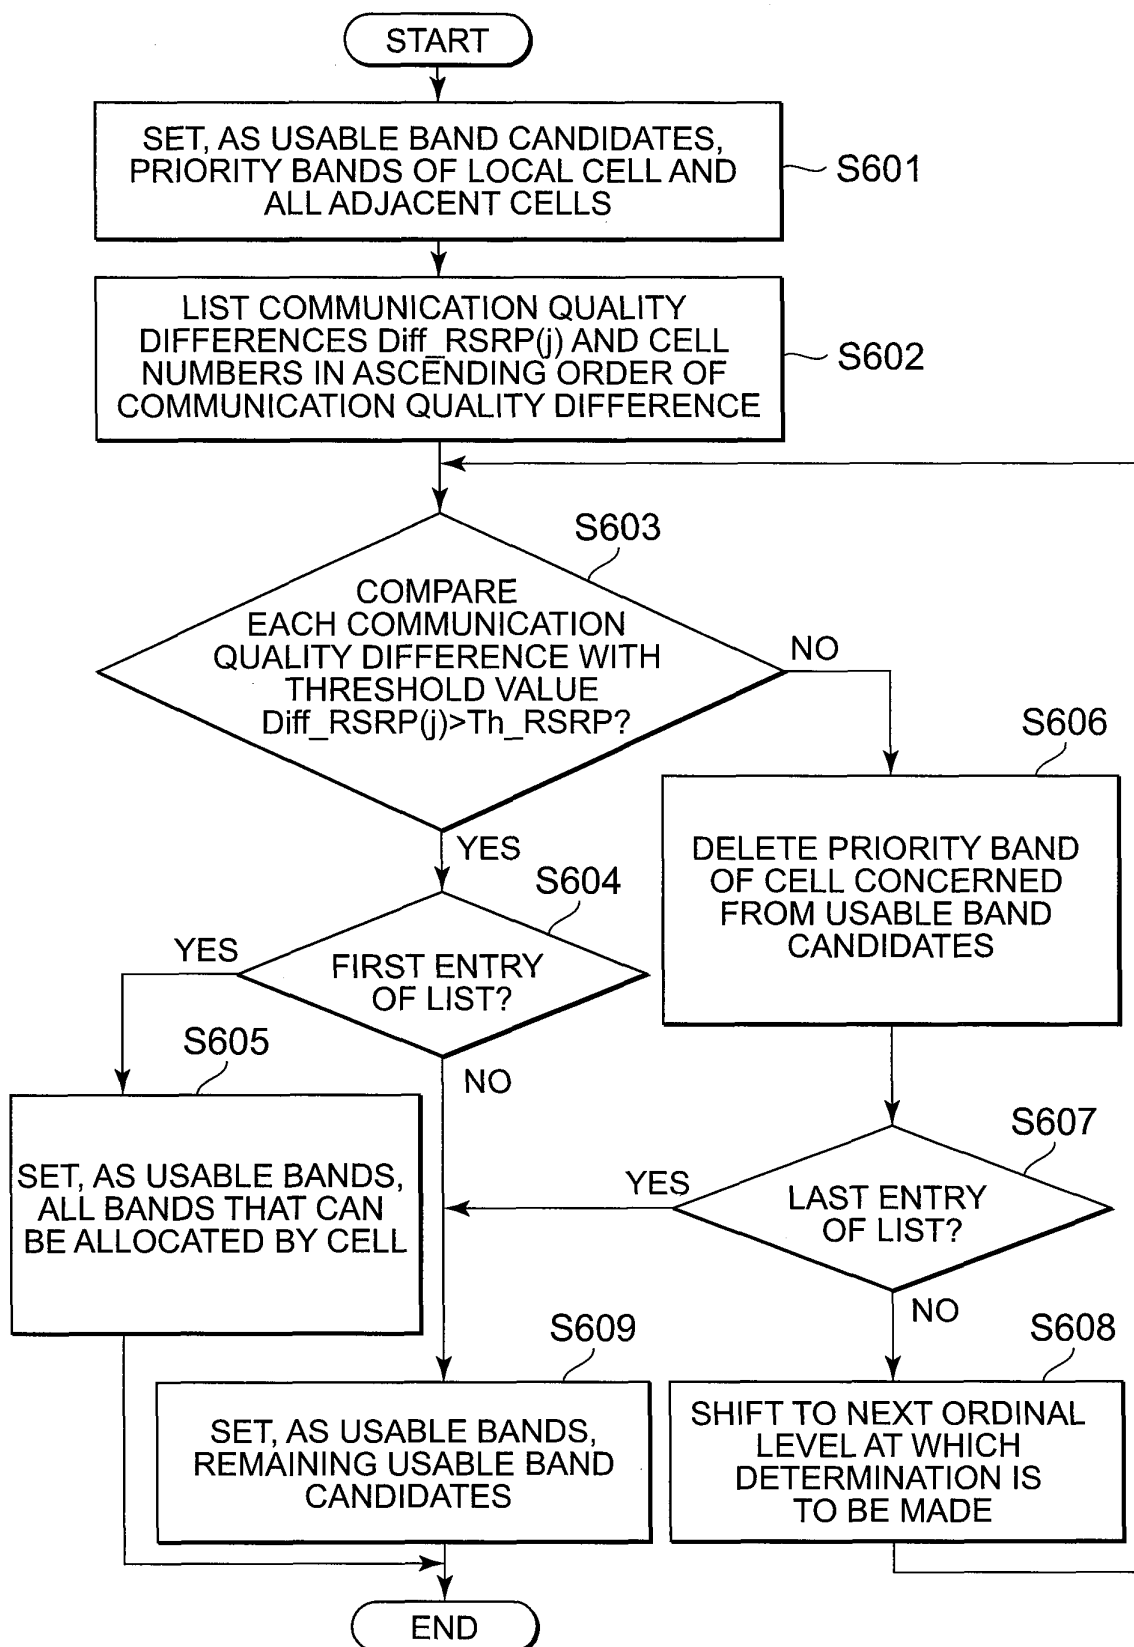 START
SET, AS USABLE BAND CANDIDATES,
PRIORITY BANDS OF LOCAL CELL AND
ALL ADJACENT CELLS
S601
LIST COMMUNICATION QUALITY
DIFFERENCES Diff_RSRP(j) AND CELL
NUMBERS IN ASCENDING ORDER OF
COMMUNICATION QUALITY DIFFERENCE
S602
S603
COMPARE
EACH COMMUNICATION
QUALITY DIFFERENCE WITH
THRESHOLD VALUE
Diff_RSRP(j)>Th_RSRP?
NO
YES
S606
DELETE PRIORITY BAND
OF CELL CONCERNED
FROM USABLE BAND
CANDIDATES
S604
FIRST ENTRY
OF LIST?
YES
NO
S605
SET, AS USABLE BANDS,
ALL BANDS THAT CAN
BE ALLOCATED BY CELL
S607
LAST ENTRY
OF LIST?
YES
NO
S609
SET, AS USABLE BANDS,
REMAINING USABLE BAND
CANDIDATES
S608
SHIFT TO NEXT ORDINAL
LEVEL AT WHICH
DETERMINATION IS
TO BE MADE
END